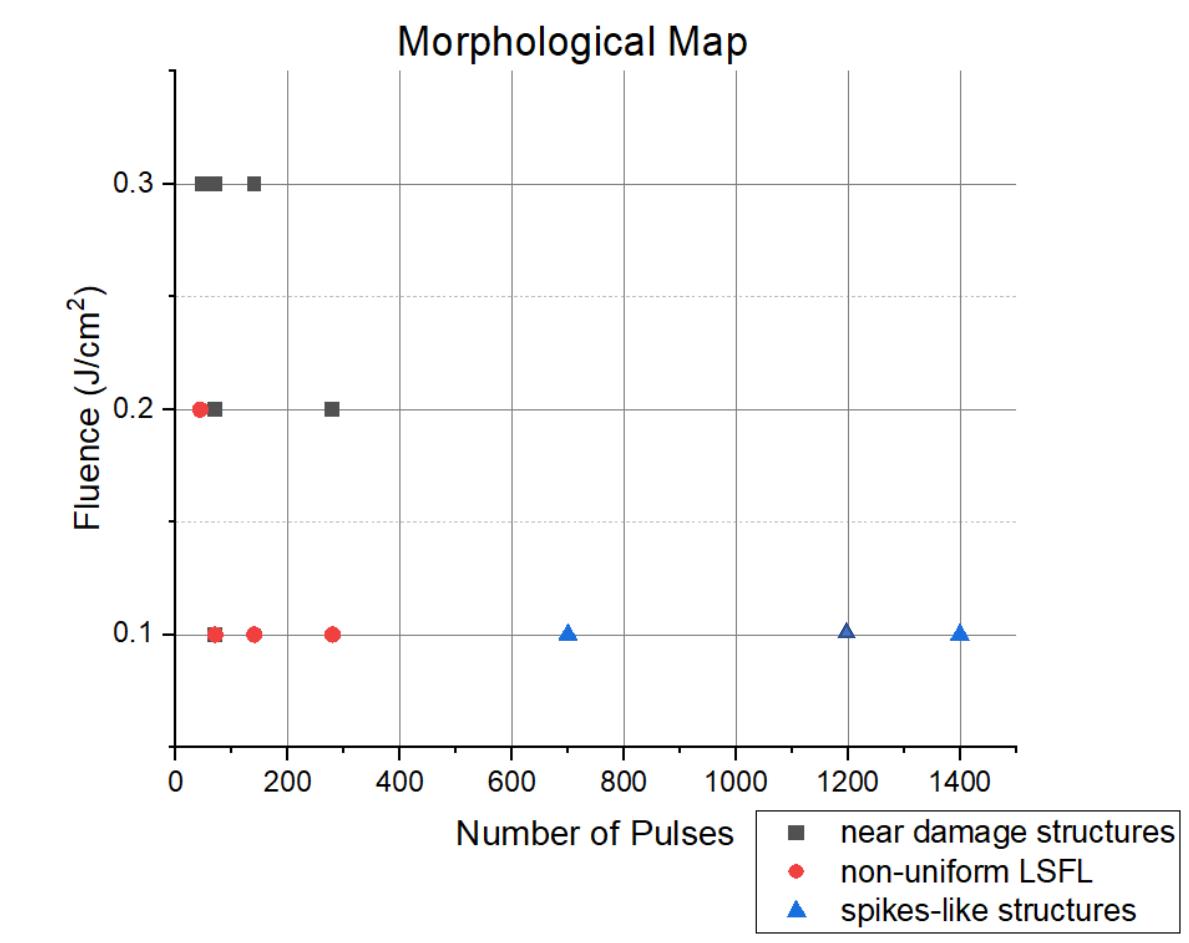 Morphological Map
0.3
0.2
0.1
Fluence (J/cm²)
0 200 400 600 800 1000 1200 1400
Number of Pulses
near damage structures
non-uniform LSFL
spikes-like structures